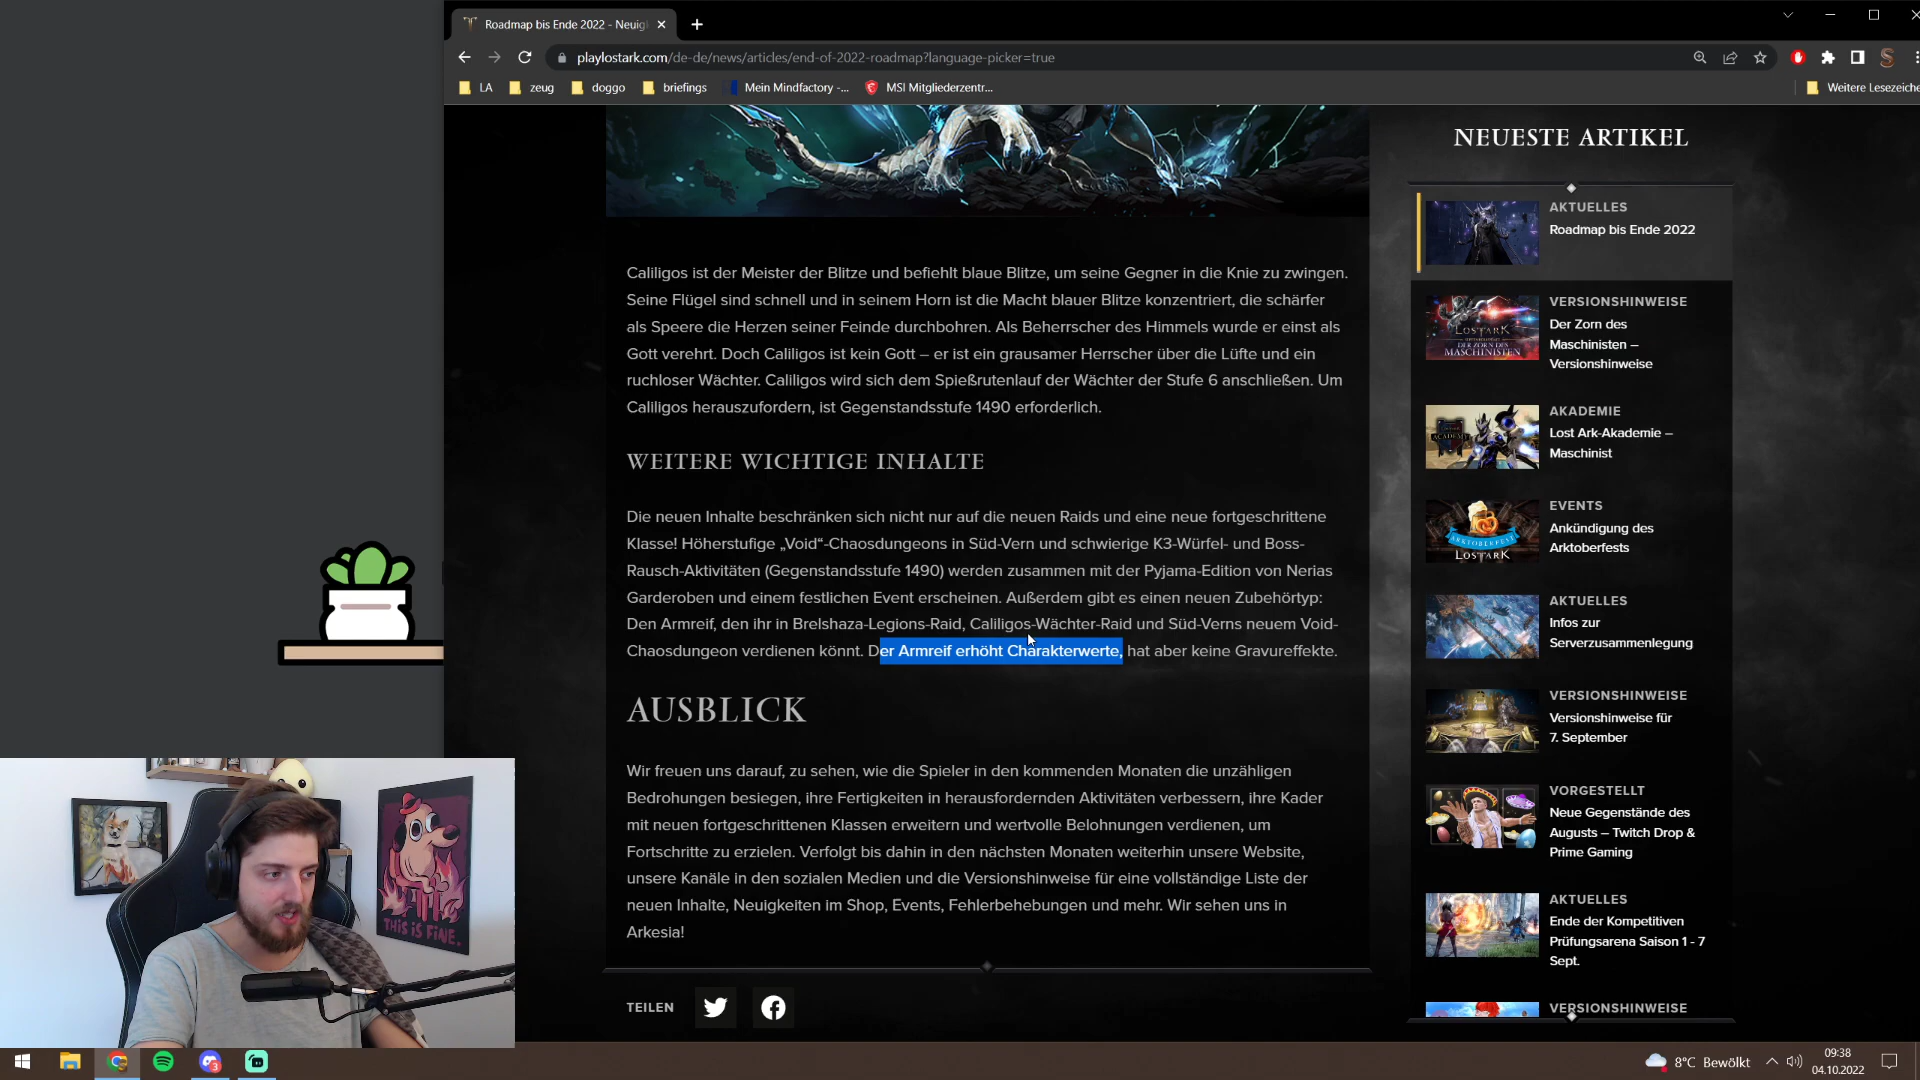 Roadmap bis Ende 2022 - Neuig
playlostark.com/de-de/news/articles/end-of-2022-roadmap?language-picker=true
LA
zeug
doggo
briefings
Mein Mindfactory -...
MSI Mitgliederzentr...
Weitere Lesezeiche
Caliligos ist der Meister der Blitze und befiehlt blaue Blitze, um seine Gegner in die Knie zu zwingen.
Seine Flügel sind schnell und in seinem Horn ist die Macht blauer Blitze konzentriert, die schärfer
als Speere die Herzen seiner Feinde durchbohren. Als Beherrscher des Himmels wurde er einst als
Gott verehrt. Doch Caliligos ist kein Gott – er ist ein grausamer Herrscher über die Lüfte und ein
ruchloser Wächter. Caliligos wird sich dem Spießrutenlauf der Wächter der Stufe 6 anschließen. Um
Caliligos herauszufordern, ist Gegenstandsstufe 1490 erforderlich.
WEITERE WICHTIGE INHALTE
Die neuen Inhalte beschränken sich nicht nur auf die neuen Raids und eine neue fortgeschrittene
Klasse! Höherstufige „Void“-Chaosdungeons in Süd-Vern und schwierige K3-Würfel- und Boss-
Rausch-Aktivitäten (Gegenstandsstufe 1490) werden zusammen mit der Pyjama-Edition von Nerias
Garderoben und einem festlichen Event erscheinen. Außerdem gibt es einen neuen Zubehörtyp:
Den Armreif, den ihr in Brelshaza-Legions-Raid, Caliligos-Wächter-Raid und Süd-Verns neuem Void-
Chaosdungeon verdienen könnt. Der Armreif erhöht Charakterwerte, hat aber keine Gravureffekte.
AUSBLICK
Wir freuen uns darauf, zu sehen, wie die Spieler in den kommenden Monaten die unzähligen
Bedrohungen besiegen, ihre Fertigkeiten in herausfordernden Aktivitäten verbessern, ihre Kader
mit neuen fortgeschrittenen Klassen erweitern und wertvolle Belohnungen verdienen, um
Fortschritte zu erzielen. Verfolgt bis dahin in den nächsten Monaten weiterhin unsere Website,
unsere Kanäle in den sozialen Medien und die Versionshinweise für eine vollständige Liste der
neuen Inhalte, Neuigkeiten im Shop, Events, Fehlerbehebungen und mehr. Wir sehen uns in
Arkesia!
TEILEN
NEUESTE ARTIKEL
AKTUELLES
Roadmap bis Ende 2022
VERSIONSHINWEISE
Der Zorn des
Maschinisten –
Versionshinweise
LOSTARK
DER ZORN DES
MASCHINISTEN
AKADEMIE
Lost Ark-Akademie –
Maschinist
ACADEMY
EVENTS
Ankündigung des
Arktoberfests
ARKTOBERFEST
LOSTARK
AKTUELLES
Infos zur
Serverzusammenlegung
VERSIONSHINWEISE
Versionshinweise für
7. September
VORGESTELLT
Neue Gegenstände des
Augusts – Twitch Drop &
Prime Gaming
AKTUELLES
Ende der Kompetitiven
Prüfungsarena Saison 1 - 7
Sept.
VERSIONSHINWEISE
THIS IS FINE.
3
8°C Bewölkt
09:38
04.10.2022